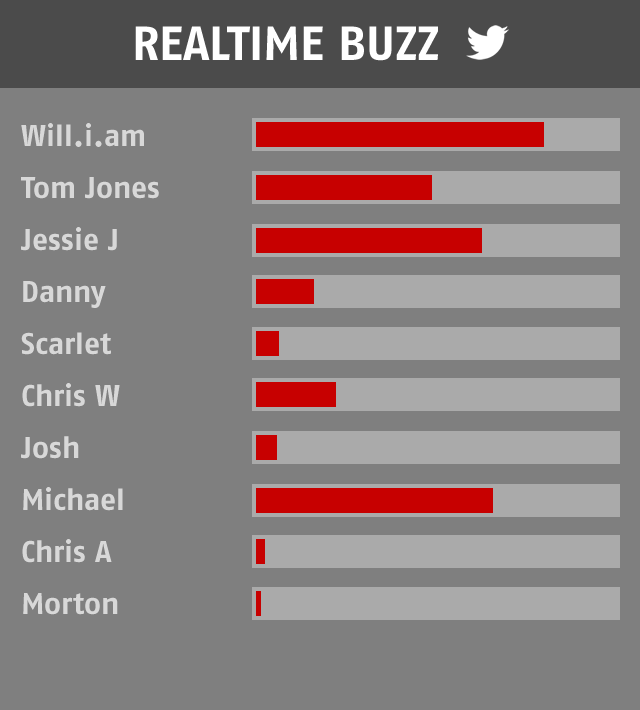 REALTIME BUZZ
Will.i.am
Tom Jones
Jessie J
Danny
Scarlet
Chris W
Josh
Michael
Chris A
Morton